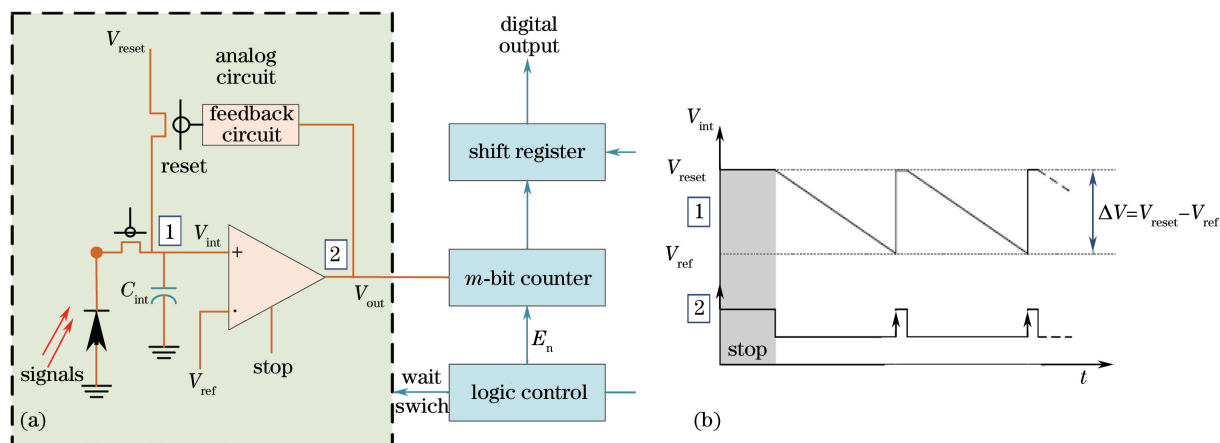 V_reset
analog
circuit
feedback
circuit
reset
1
V_int
+
2
C_int
-
V_out
signals
V_ref
stop
(a)
digital
output
shift register
m-bit counter
E_n
wait
swich
logic control
V_int
V_reset
1
ΔV=V_reset−V_ref
V_ref
2
stop
t
(b)